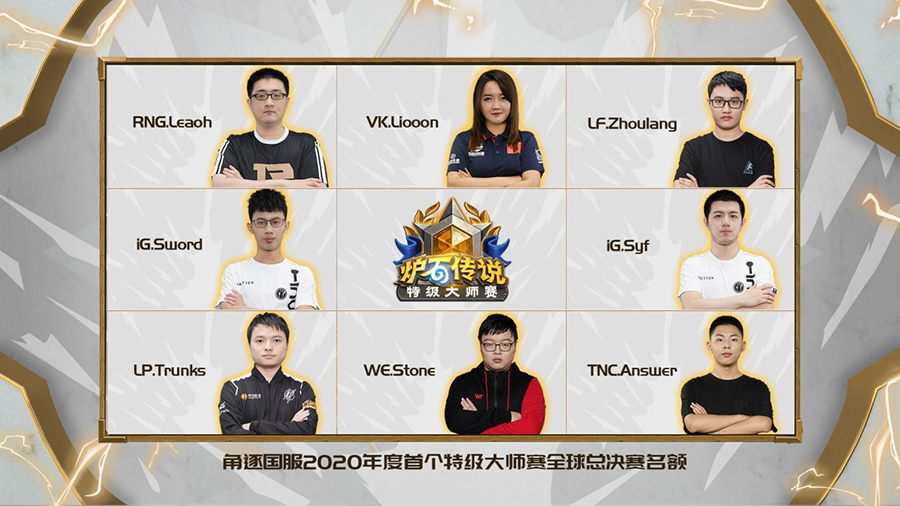 RNG.Leaoh
VK.Liooon
LF.Zhoulang
iG.Sword
炉石传说
特级大师赛
iG.Syf
LP.Trunks
WE.Stone
TNC.Answer
角逐国服2020年度首个特级大师赛全球总决赛名额